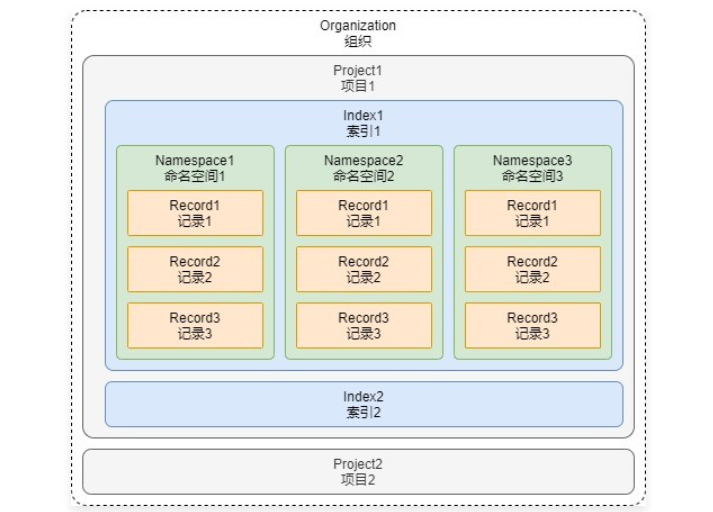 Organization
组织
Project1
项目1
Index1
索引1
Namespace1
命名空间1
Record1
记录1
Record2
记录2
Record3
记录3
Namespace2
命名空间2
Record1
记录1
Record2
记录2
Record3
记录3
Namespace3
命名空间3
Record1
记录1
Record2
记录2
Record3
记录3
Index2
索引2
Project2
项目2